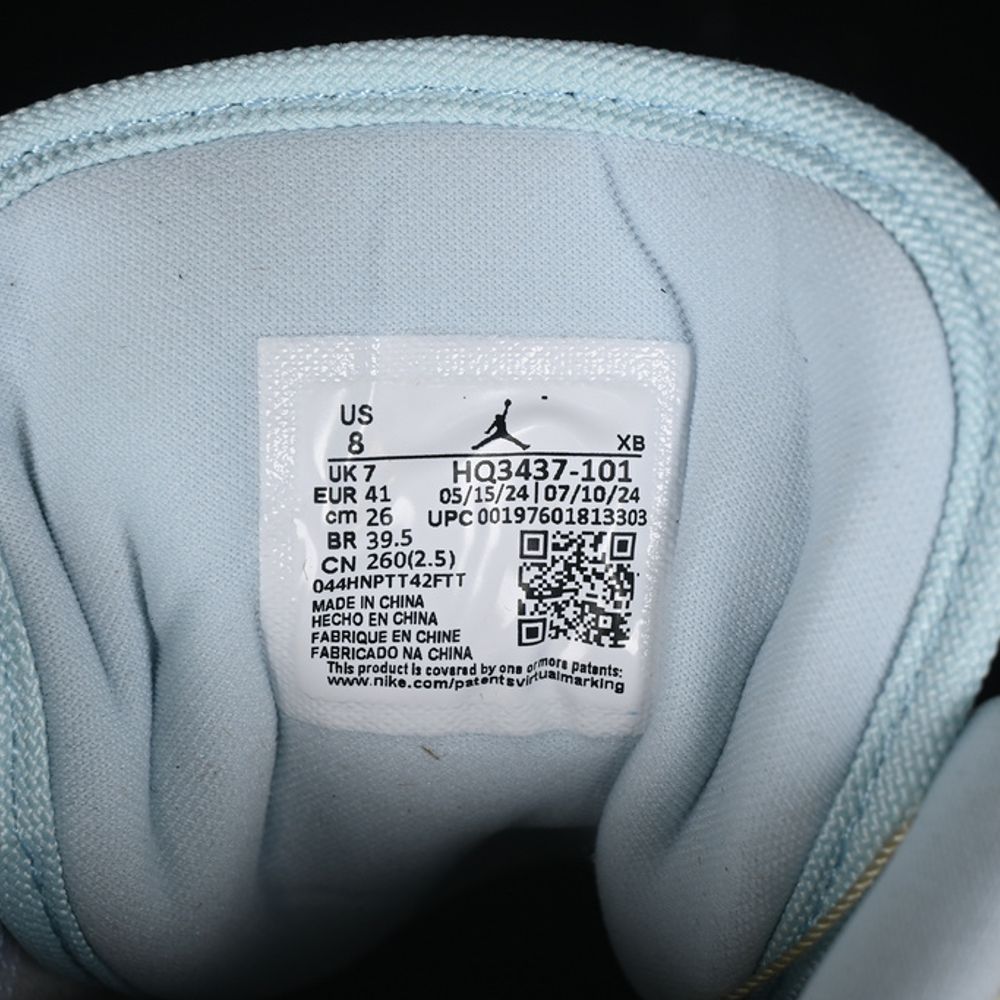 US
8
XB
UK 7
HQ3437-101
EUR 41
05/15/24 | 07/10/24
cm 26
UPC 00197601813303
BR 39.5
CN 260(2.5)
044HNPTT42FTT
MADE IN CHINA
HECHO EN CHINA
FABRIQUE EN CHINE
FABRICADO NA CHINA
This product is covared by one or mora patents:
www.nike.com/patentsvirtualmarking